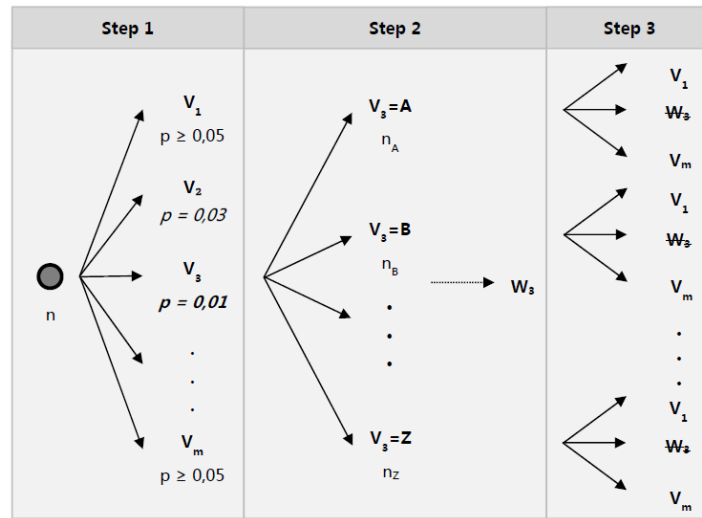 Step 1
V1
p ≥ 0,05
V2
p = 0,03
V3
p = 0,01
n
.
.
.
Vm
p ≥ 0,05
Step 2
V3=A
nA
V3=B
nB
W3
.
.
.
V3=Z
nZ
Step 3
V1
W3
Vm
V1
W3
Vm
.
.
.
V1
W3
Vm